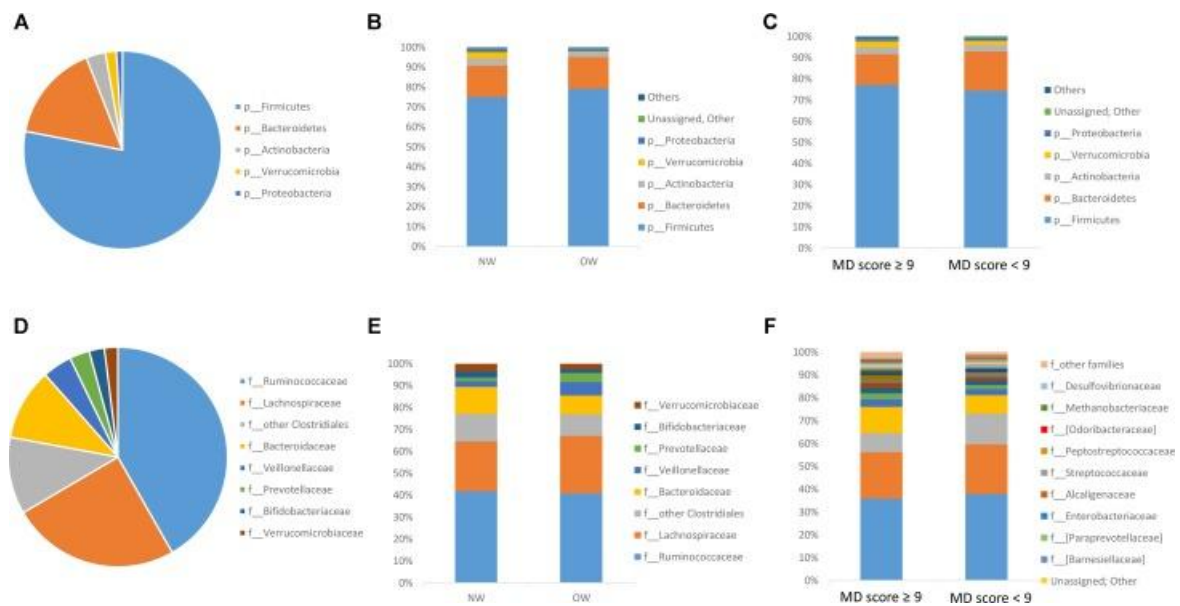 A
p__Firmicutes
p__Bacteroidetes
p__Actinobacteria
p__Verrucomicrobia
p__Proteobacteria
B
100%
90%
80%
70%
60%
50%
40%
30%
20%
10%
0%
NW
OW
Others
Unassigned; Other
p__Proteobacteria
p__Verrucomicrobia
p__Actinobacteria
p__Bacteroidetes
p__Firmicutes
C
100%
90%
80%
70%
60%
50%
40%
30%
20%
10%
0%
MD score ≥ 9
MD score < 9
Others
Unassigned; Other
p__Proteobacteria
p__Verrucomicrobia
p__Actinobacteria
p__Bacteroidetes
p__Firmicutes
D
f__Ruminococcaceae
f__Lachnospiraceae
f__other Clostridiales
f__Bacteroidaceae
f__Veillonellaceae
f__Prevotellaceae
f__Bifidobacteriaceae
f__Verrucomicrobiaceae
E
100%
90%
80%
70%
60%
50%
40%
30%
20%
10%
0%
NW
OW
f__Verrucomicrobiaceae
f__Bifidobacteriaceae
f__Prevotellaceae
f__Veillonellaceae
f__Bacteroidaceae
f__other Clostridiales
f__Lachnospiraceae
f__Ruminococcaceae
F
100%
90%
80%
70%
60%
50%
40%
30%
20%
10%
0%
MD score ≥ 9
MD score < 9
f_other families
f__Desulfovibrionaceae
f__Methanobacteriaceae
f__[Odoribacteraceae]
f__Peptostreptococcaceae
f__Streptococcaceae
f__Alcaligenaceae
f__Enterobacteriaceae
f__[Paraprevotellaceae]
f__[Barnesiellaceae]
Unassigned; Other